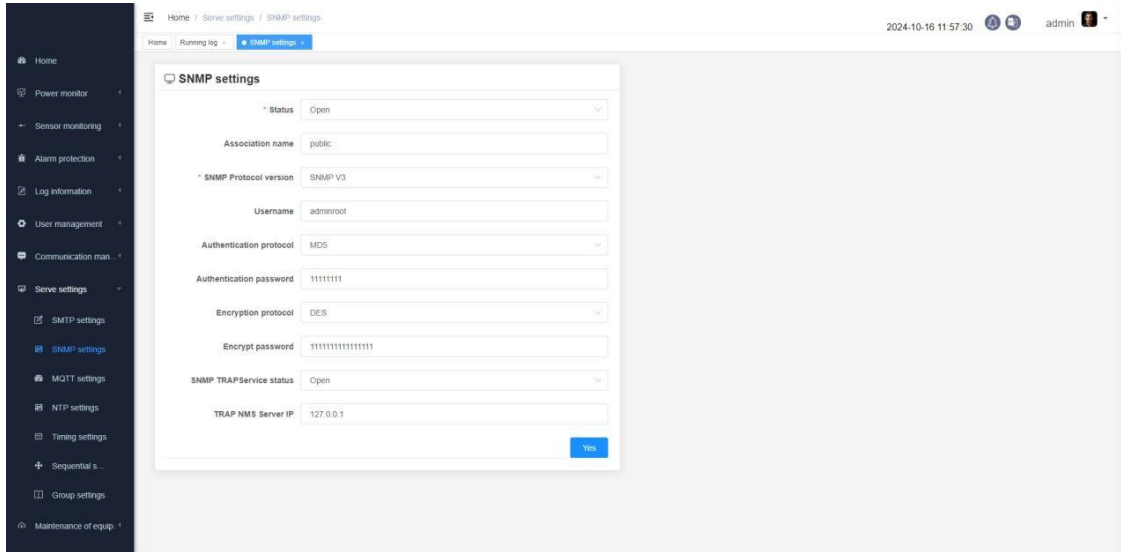 Home / Serve settings / SNMP settings
2024-10-16 11:57:30
admin
Home
Running log ×
SNMP settings ×
Home
Power monitor
Sensor monitoring
Alarm protection
Log information
User management
Communication man...
Serve settings
SMTP settings
SNMP settings
MQTT settings
NTP settings
Timing settings
Sequential s...
Group settings
Maintenance of equip.
SNMP settings
* Status Open
Association name public
* SNMP Protocol version SNMP V3
Username adminroot
Authentication protocol MD5
Authentication password 11111111
Encryption protocol DES
Encrypt password 1111111111111111
SNMP TRAPService status Open
TRAP NMS Server IP 127.0.0.1
Yes